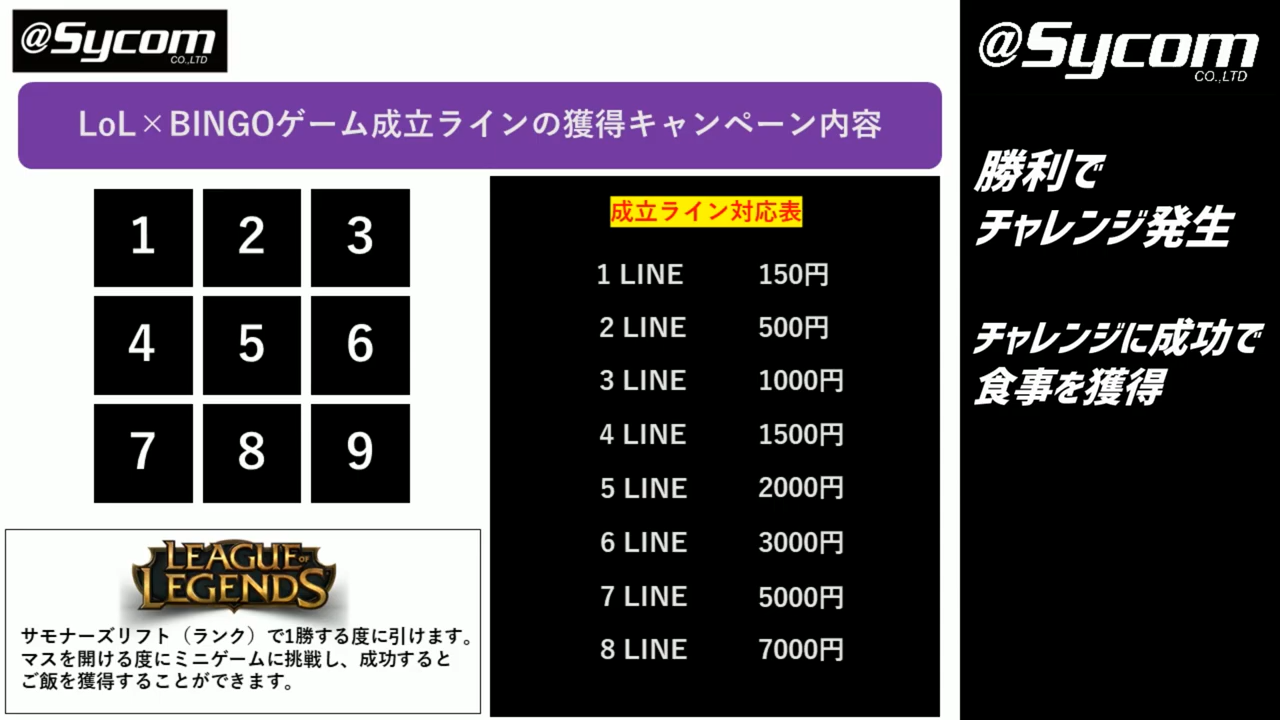 @Sycom
CO.,LTD
LoL×BINGOゲーム成立ラインの獲得キャンペーン内容
1 2 3
4 5 6
7 8 9
LEAGUE OF
LEGENDS
サモナーズリフト（ランク）で1勝する度に引けます。
マスを開ける度にミニゲームに挑戦し、成功すると
ご飯を獲得することができます。
成立ライン対応表
1 LINE 150円
2 LINE 500円
3 LINE 1000円
4 LINE 1500円
5 LINE 2000円
6 LINE 3000円
7 LINE 5000円
8 LINE 7000円
@Sycom
CO.,LTD
勝利で
チャレンジ発生
チャレンジに成功で
食事を獲得